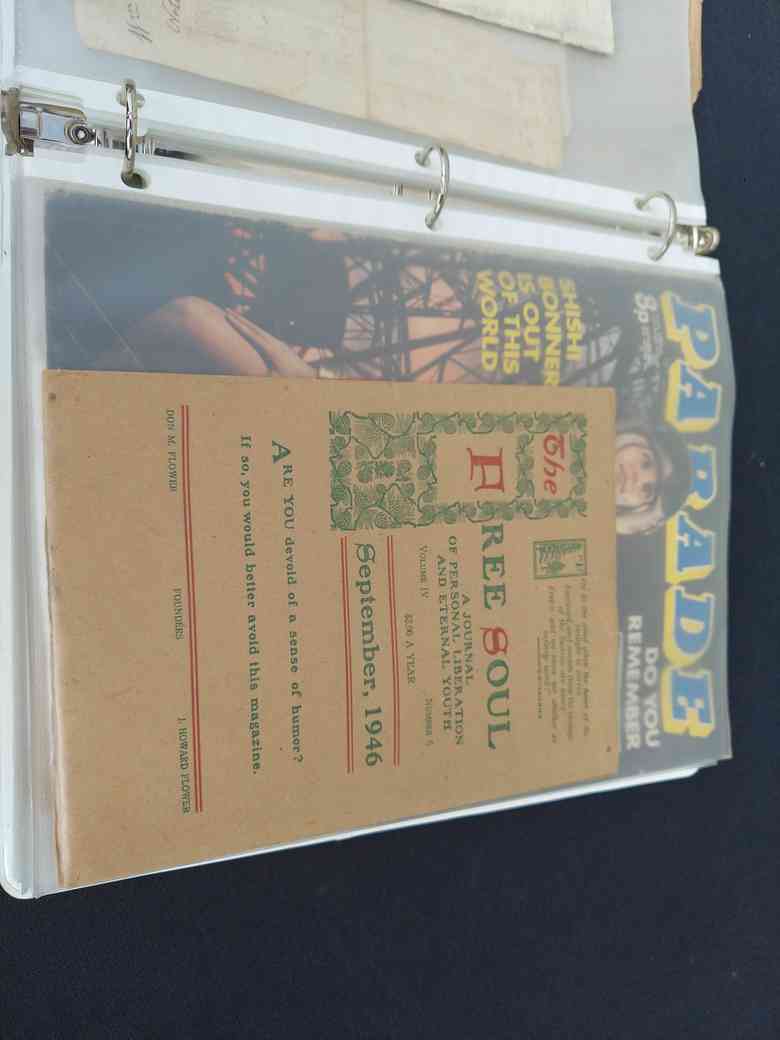 PARADE
8p
DO YOU
REMEMBER
SHISHI
BONNER
IS OUT
OF THIS
WORLD
The
FREE SOUL
A JOURNAL
OF PERSONAL LIBERATION
AND ETERNAL YOUTH
VOLUME IV $2.00 A YEAR NUMBER 6
September, 1946
ARE YOU devoid of a sense of humor?
If so, you would better avoid this magazine.
DON M. FLOWER FOUNDERS J. HOWARD FLOWER